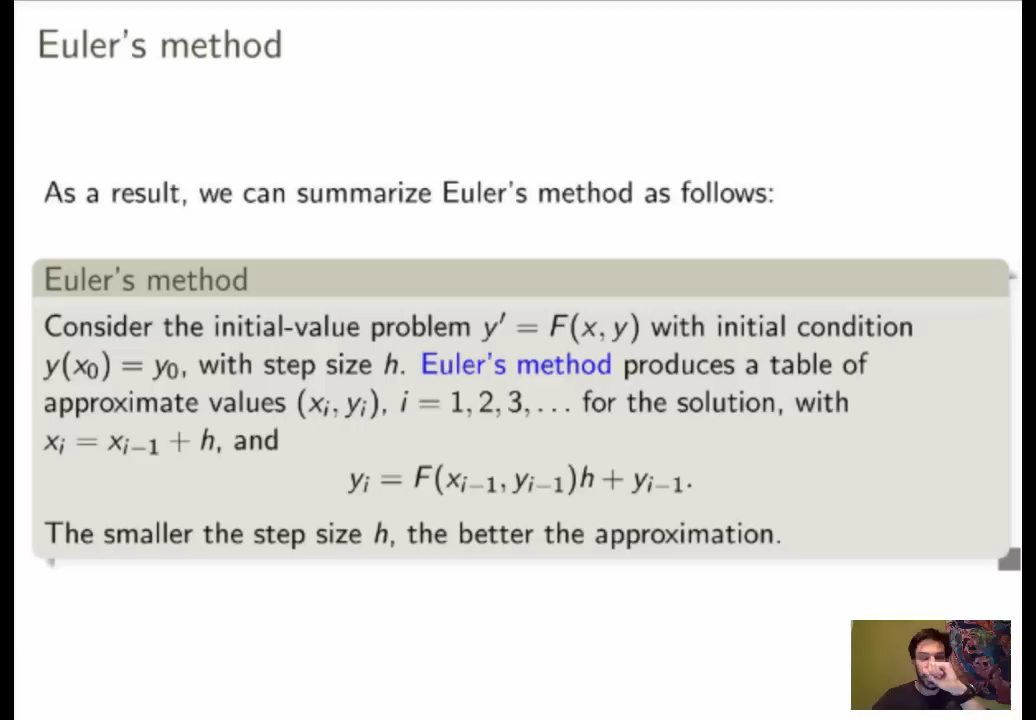 Euler's method
As a result, we can summarize Euler's method as follows:
Euler's method
Consider the initial-value problem y′ = F(x, y) with initial condition
y(x₀) = y₀, with step size h. Euler's method produces a table of
approximate values (xᵢ, yᵢ), i = 1, 2, 3, . . . for the solution, with
xᵢ = xᵢ₋₁ + h, and
yᵢ = F(xᵢ₋₁, yᵢ₋₁)h + yᵢ₋₁.
The smaller the step size h, the better the approximation.